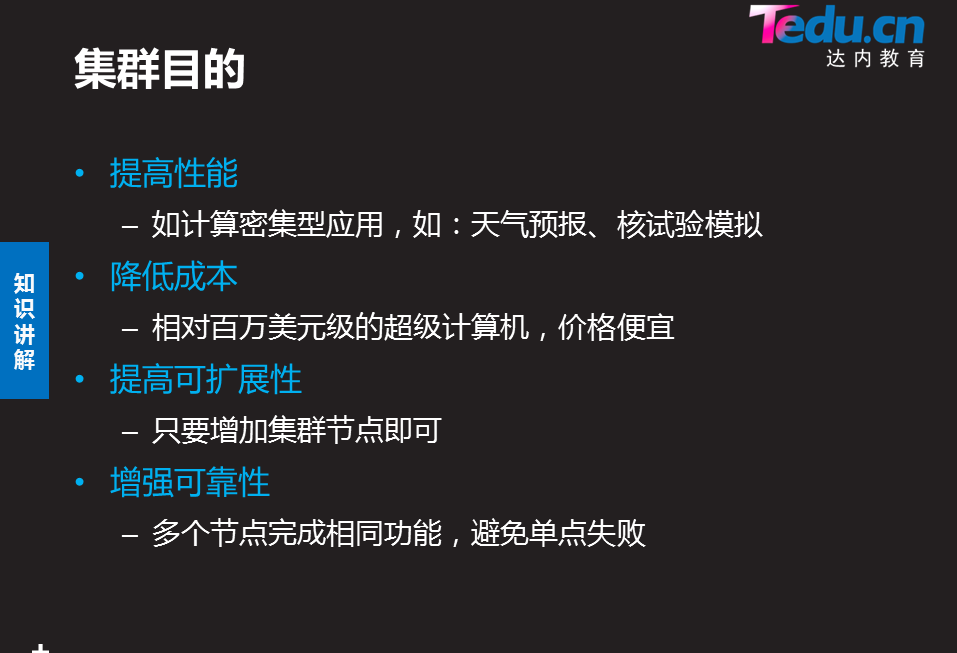 Tedu.cn
达内教育
集群目的
• 提高性能
– 如计算密集型应用，如：天气预报、核试验模拟
• 降低成本
– 相对百万美元级的超级计算机，价格便宜
• 提高可扩展性
– 只要增加集群节点即可
• 增强可靠性
– 多个节点完成相同功能，避免单点失败
知识讲解
+